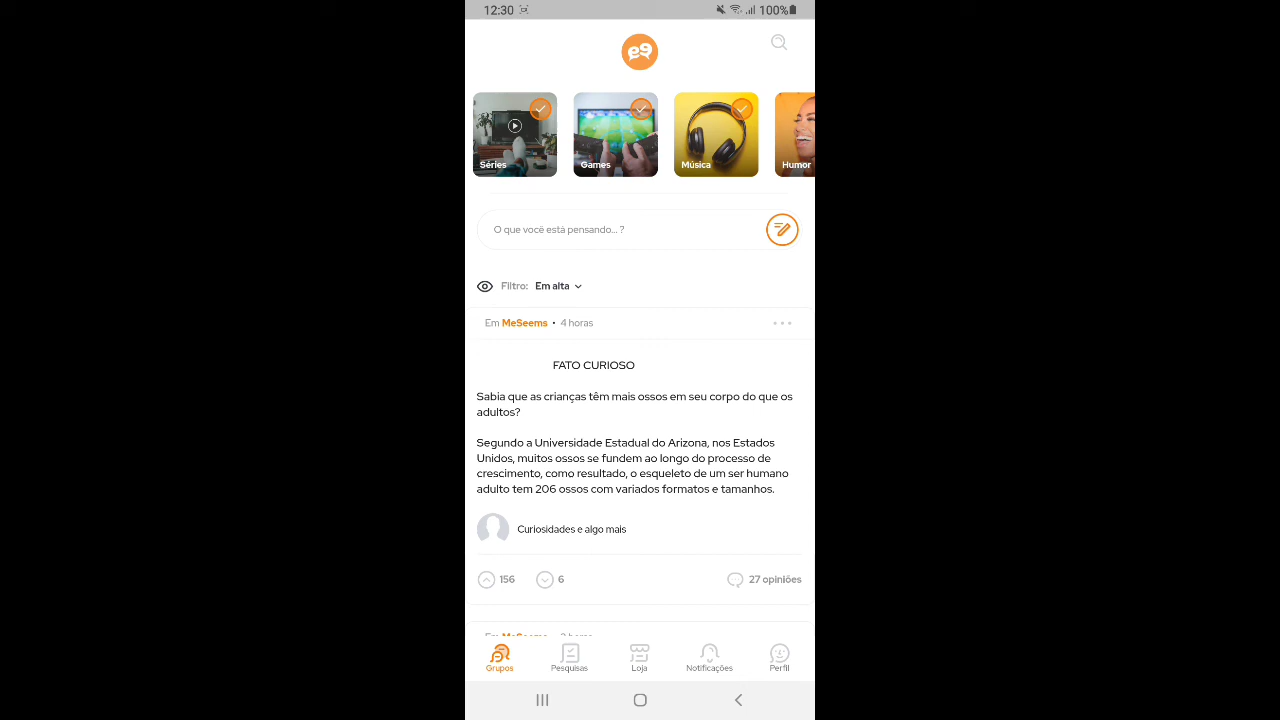 12:30
100%
e9
Séries
Games
Música
Humor
O que você está pensando... ?
Filtro: Em alta
Em MeSeems • 4 horas
FATO CURIOSO
Sabia que as crianças têm mais ossos em seu corpo do que os
adultos?
Segundo a Universidade Estadual do Arizona, nos Estados
Unidos, muitos ossos se fundem ao longo do processo de
crescimento, como resultado, o esqueleto de um ser humano
adulto tem 206 ossos com variados formatos e tamanhos.
Curiosidades e algo mais
156
6
27 opiniões
Em MeSeems
Grupos
Pesquisas
Loja
Notificações
Perfil